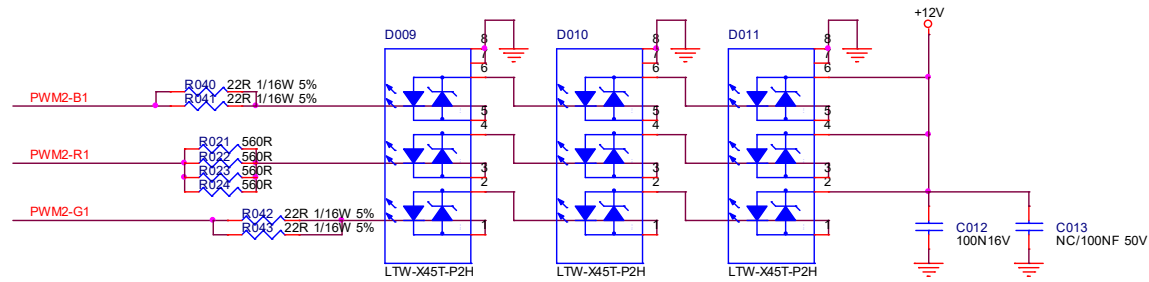 +12V
D009 D010 D011
8 8 8
7 7 7
6 6 6
R040 22R 1/16W 5%
PWM2-B1 R041 22R 1/16W 5%
5 5 5
4 4 4
R021 560R
PWM2-R1 R022 560R
R023 560R
R024 560R
3 3 3
2 2 2
PWM2-G1 R042 22R 1/16W 5%
R043 22R 1/16W 5%
1 1 1
C012 C013
100N16V NC/100NF 50V
LTW-X45T-P2H LTW-X45T-P2H LTW-X45T-P2H